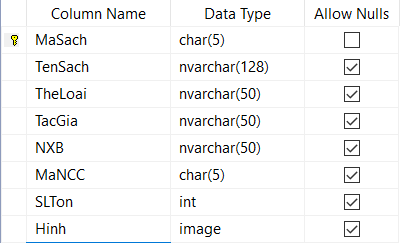 Column Name Data Type Allow Nulls
MaSach char(5)
TenSach nvarchar(128)
TheLoai nvarchar(50)
TacGia nvarchar(50)
NXB nvarchar(50)
MaNCC char(5)
SLTon int
Hinh image